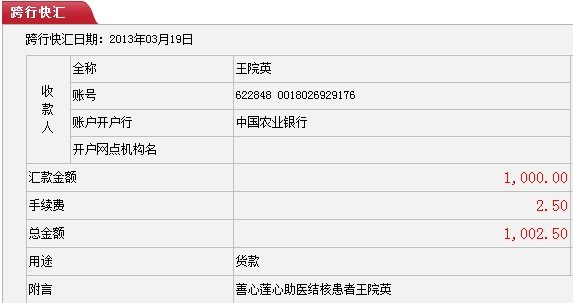 跨行快汇
跨行快汇日期：2013年03月19日
收款人
全称 王院英
账号 622848 0018026929176
账户开户行 中国农业银行
开户网点机构名
汇款金额 1,000.00
手续费 2.50
总金额 1,002.50
用途 货款
附言 善心莲心助医结核患者王院英